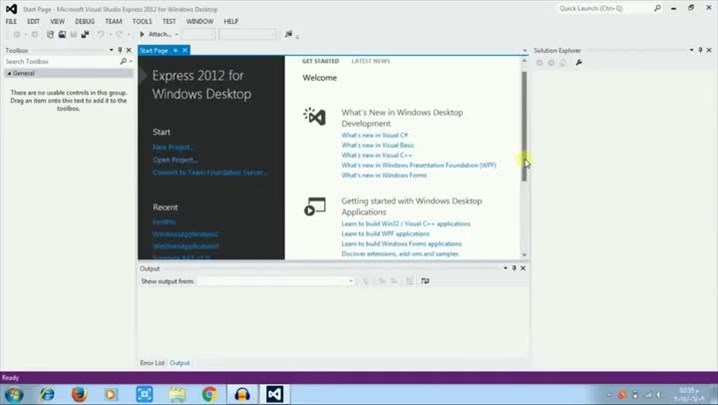 Start Page - Microsoft Visual Studio Express 2012 for Windows Desktop
Quick Launch (Ctrl+Q)
FILE EDIT VIEW DEBUG TEAM TOOLS TEST WINDOW HELP
Attach...
Toolbox
Search Toolbox
General
There are no usable controls in this group.
Drag an item onto this text to add it to the
toolbox.
Start Page
Express 2012 for
Windows Desktop
Start
New Project...
Open Project...
Connect to Team Foundation Server...
Recent
GET STARTED LATEST NEWS
Welcome
What's New in Windows Desktop
Development
What's new in Visual C#
What's new in Visual Basic
What's new in Visual C++
What's new in Windows Presentation Foundation (WPF)
What's new in Windows Forms
Getting started with Windows Desktop
Applications
Learn to build Win32 / Visual C++ applications
Learn to build WPF applications
Learn to build Windows Forms applications
Discover extensions, add-ons and samples
Solution Explorer
Output
Show output from:
Error List Output
Ready